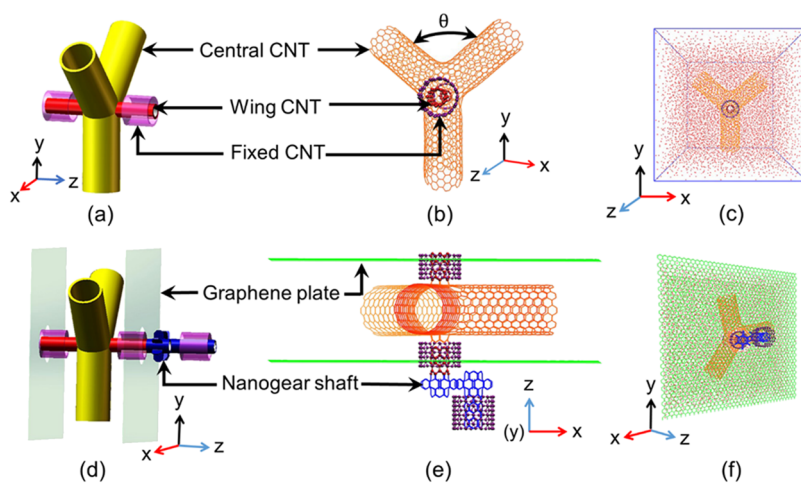 Central CNT
θ
Wing CNT
Fixed CNT
y
x
z
(a)
z
y
x
(b)
y
x
z
(c)
Graphene plate
Nanogear shaft
y
x
z
(d)
z
(y)
x
(e)
y
x
z
(f)